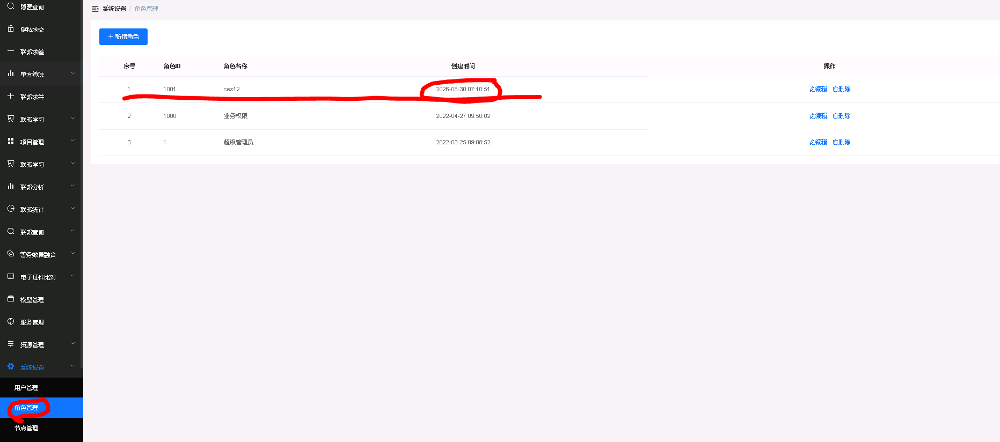 隐匿查询
隐私求交
联邦求差
单方算法
联邦求并
联邦学习
项目管理
联邦学习
联邦分析
联邦统计
联邦查询
警务数据融合
电子证件比对
模型管理
服务管理
资源管理
系统设置
用户管理
角色管理
节点管理
系统设置 / 角色管理
+ 新增角色
序号 角色ID 角色名称 创建时间 操作
1 1001 ces12 2026-06-30 07:10:51 编辑 删除
2 1000 业务权限 2022-04-27 09:50:02 编辑 删除
3 1 超级管理员 2022-03-25 09:08:52 编辑 删除